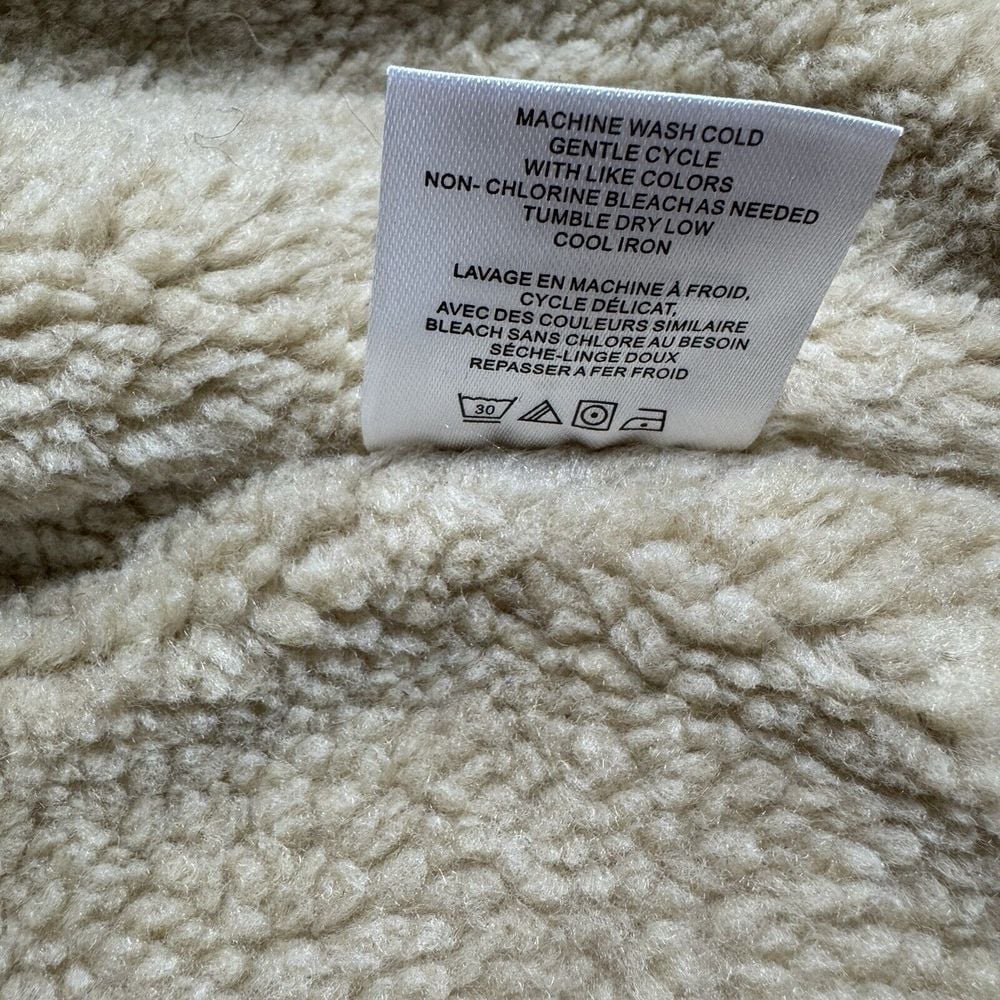 MACHINE WASH COLD
GENTLE CYCLE
WITH LIKE COLORS
NON- CHLORINE BLEACH AS NEEDED
TUMBLE DRY LOW
COOL IRON
LAVAGE EN MACHINE À FROID,
CYCLE DÉLICAT,
AVEC DES COULEURS SIMILAIRE
BLEACH SANS CHLORE AU BESOIN
SÉCHE-LINGE DOUX
REPASSER A FER FROID
30